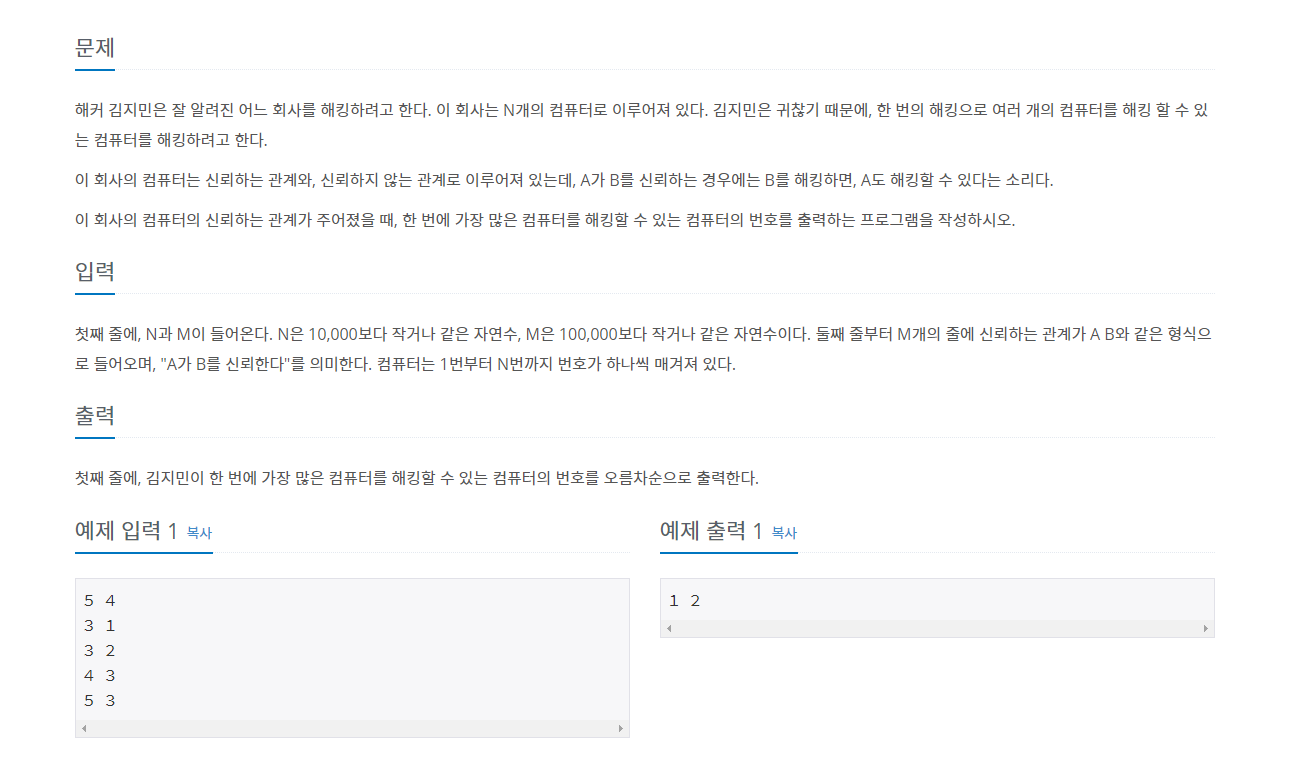 문제
해커 김지민은 잘 알려진 어느 회사를 해킹하려고 한다. 이 회사는 N개의 컴퓨터로 이루어져 있다. 김지민은 귀찮기 때문에, 한 번의 해킹으로 여러 개의 컴퓨터를 해킹 할 수 있
는 컴퓨터를 해킹하려고 한다.
이 회사의 컴퓨터는 신뢰하는 관계와, 신뢰하지 않는 관계로 이루어져 있는데, A가 B를 신뢰하는 경우에는 B를 해킹하면, A도 해킹할 수 있다는 소리다.
이 회사의 컴퓨터의 신뢰하는 관계가 주어졌을 때, 한 번에 가장 많은 컴퓨터를 해킹할 수 있는 컴퓨터의 번호를 출력하는 프로그램을 작성하시오.
입력
첫째 줄에, N과 M이 들어온다. N은 10,000보다 작거나 같은 자연수, M은 100,000보다 작거나 같은 자연수이다. 둘째 줄부터 M개의 줄에 신뢰하는 관계가 A B와 같은 형식으
로 들어오며, "A가 B를 신뢰한다"를 의미한다. 컴퓨터는 1번부터 N번까지 번호가 하나씩 매겨져 있다.
출력
첫째 줄에, 김지민이 한 번에 가장 많은 컴퓨터를 해킹할 수 있는 컴퓨터의 번호를 오름차순으로 출력한다.
예제 입력 1 복사
5 4
3 1
3 2
4 3
5 3
예제 출력 1 복사
1 2